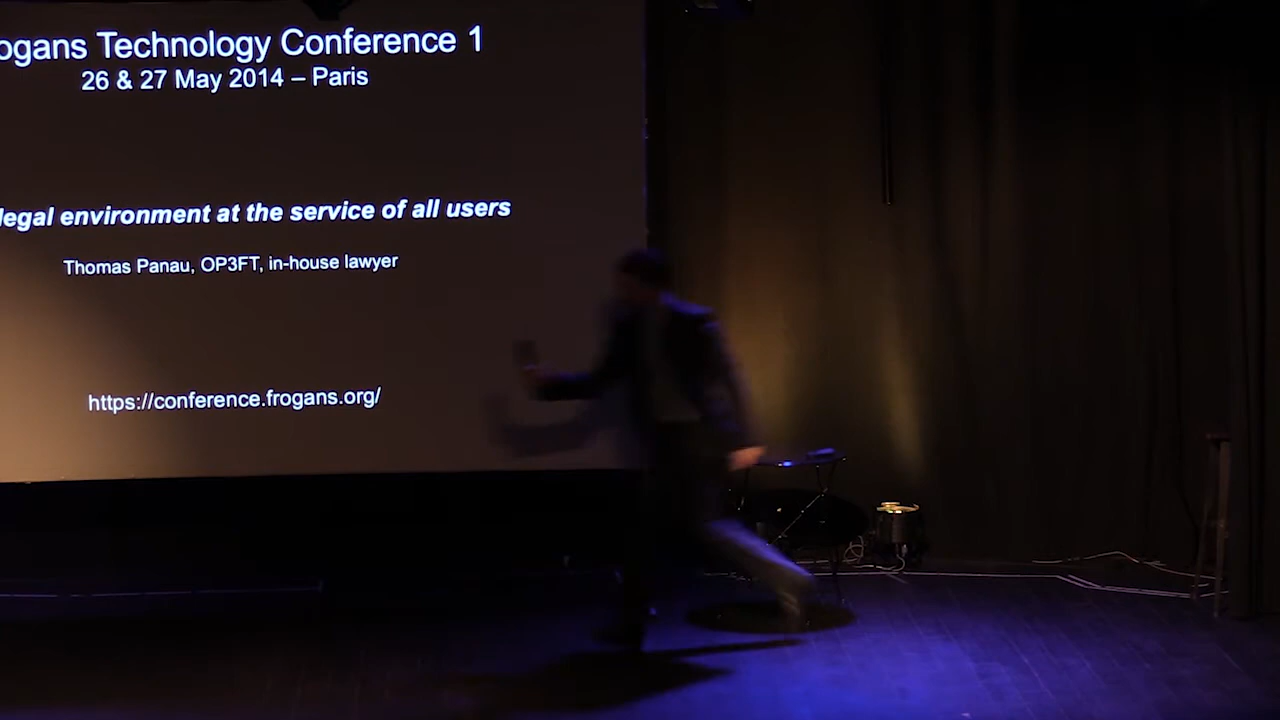 ogans Technology Conference 1
26 & 27 May 2014 – Paris
legal environment at the service of all users
Thomas Panau, OP3FT, in-house lawyer
https://conference.frogans.org/